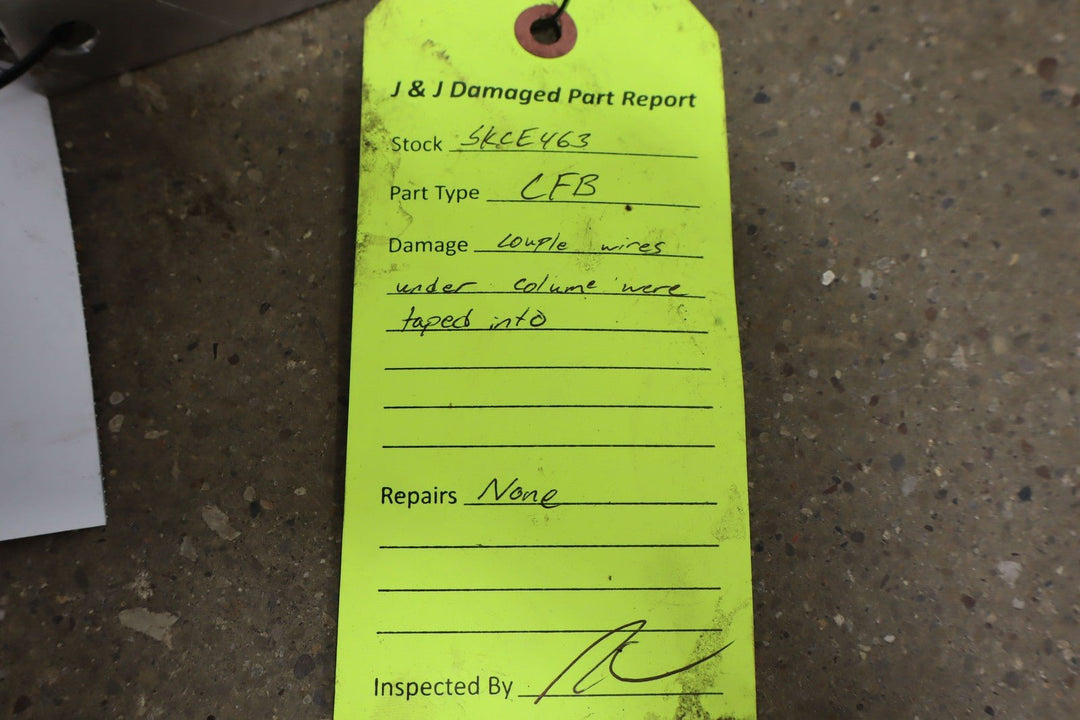 J & J Damaged Part Report
Stock SKCE463
Part Type CFB
Damage couple wires
under colume were
taped into
Repairs None
Inspected By